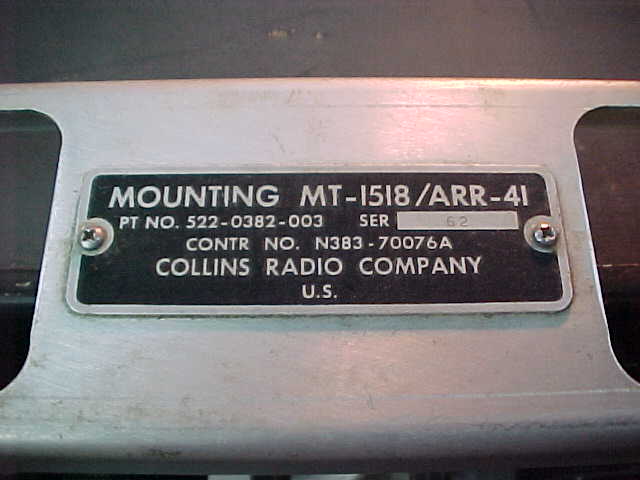 MOUNTING MT-1518/ARR-41
PT NO. 522-0382-003 SER 62
CONTR NO. N383-70076A
COLLINS RADIO COMPANY
U.S.